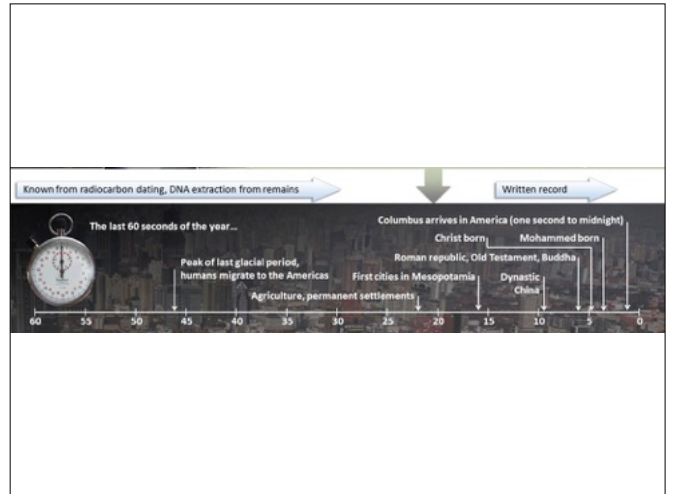 Known from radiocarbon dating, DNA extraction from remains
Written record
The last 60 seconds of the year...
Columbus arrives in America (one second to midnight)
Christ born
Mohammed born
Peak of last glacial period,
humans migrate to the Americas
Roman republic, Old Testament, Buddha
First cities in Mesopotamia
Dynastic
China
Agriculture, permanent settlements
60 55 50 45 40 35 30 25 20 15 10 5 0